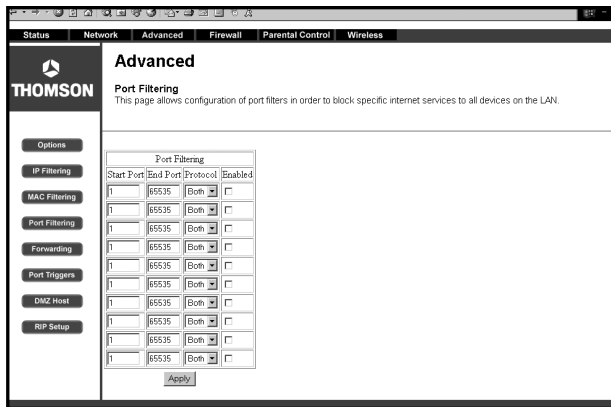 Status Network Advanced Firewall Parental Control Wireless
THOMSON
Advanced
Port Filtering
This page allows configuration of port filters in order to block specific internet services to all devices on the LAN.
Options
IP Filtering
MAC Filtering
Port Filtering
Forwarding
Port Triggers
DMZ Host
RIP Setup
Port Filtering
Start Port End Port Protocol Enabled
1 65535 Both
1 65535 Both
1 65535 Both
1 65535 Both
1 65535 Both
1 65535 Both
1 65535 Both
1 65535 Both
1 65535 Both
1 65535 Both
Apply